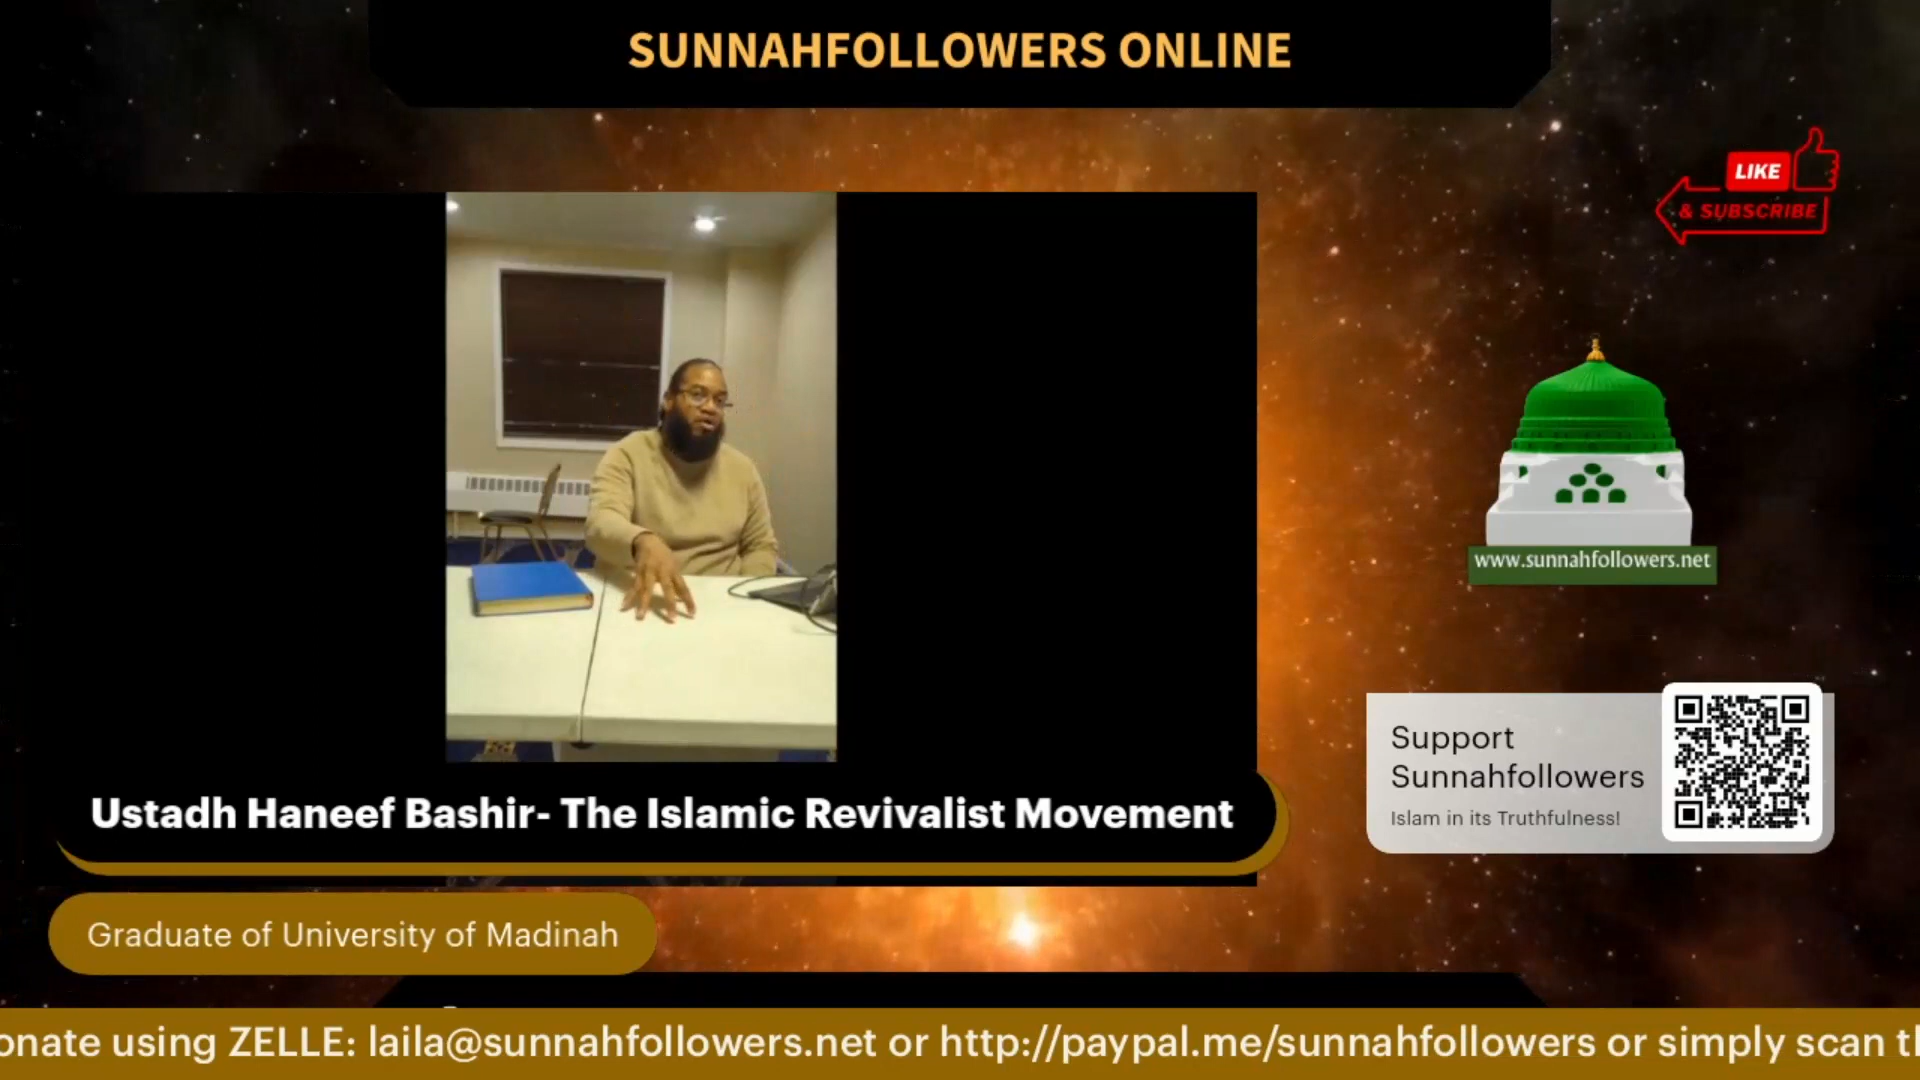 SUNNAHFOLLOWERS ONLINE
LIKE
& SUBSCRIBE
www.sunnahfollowers.net
Support
Sunnahfollowers
Islam in its Truthfulness!
Ustadh Haneef Bashir- The Islamic Revivalist Movement
Graduate of University of Madinah
onate using ZELLE: laila@sunnahfollowers.net or http://paypal.me/sunnahfollowers or simply scan